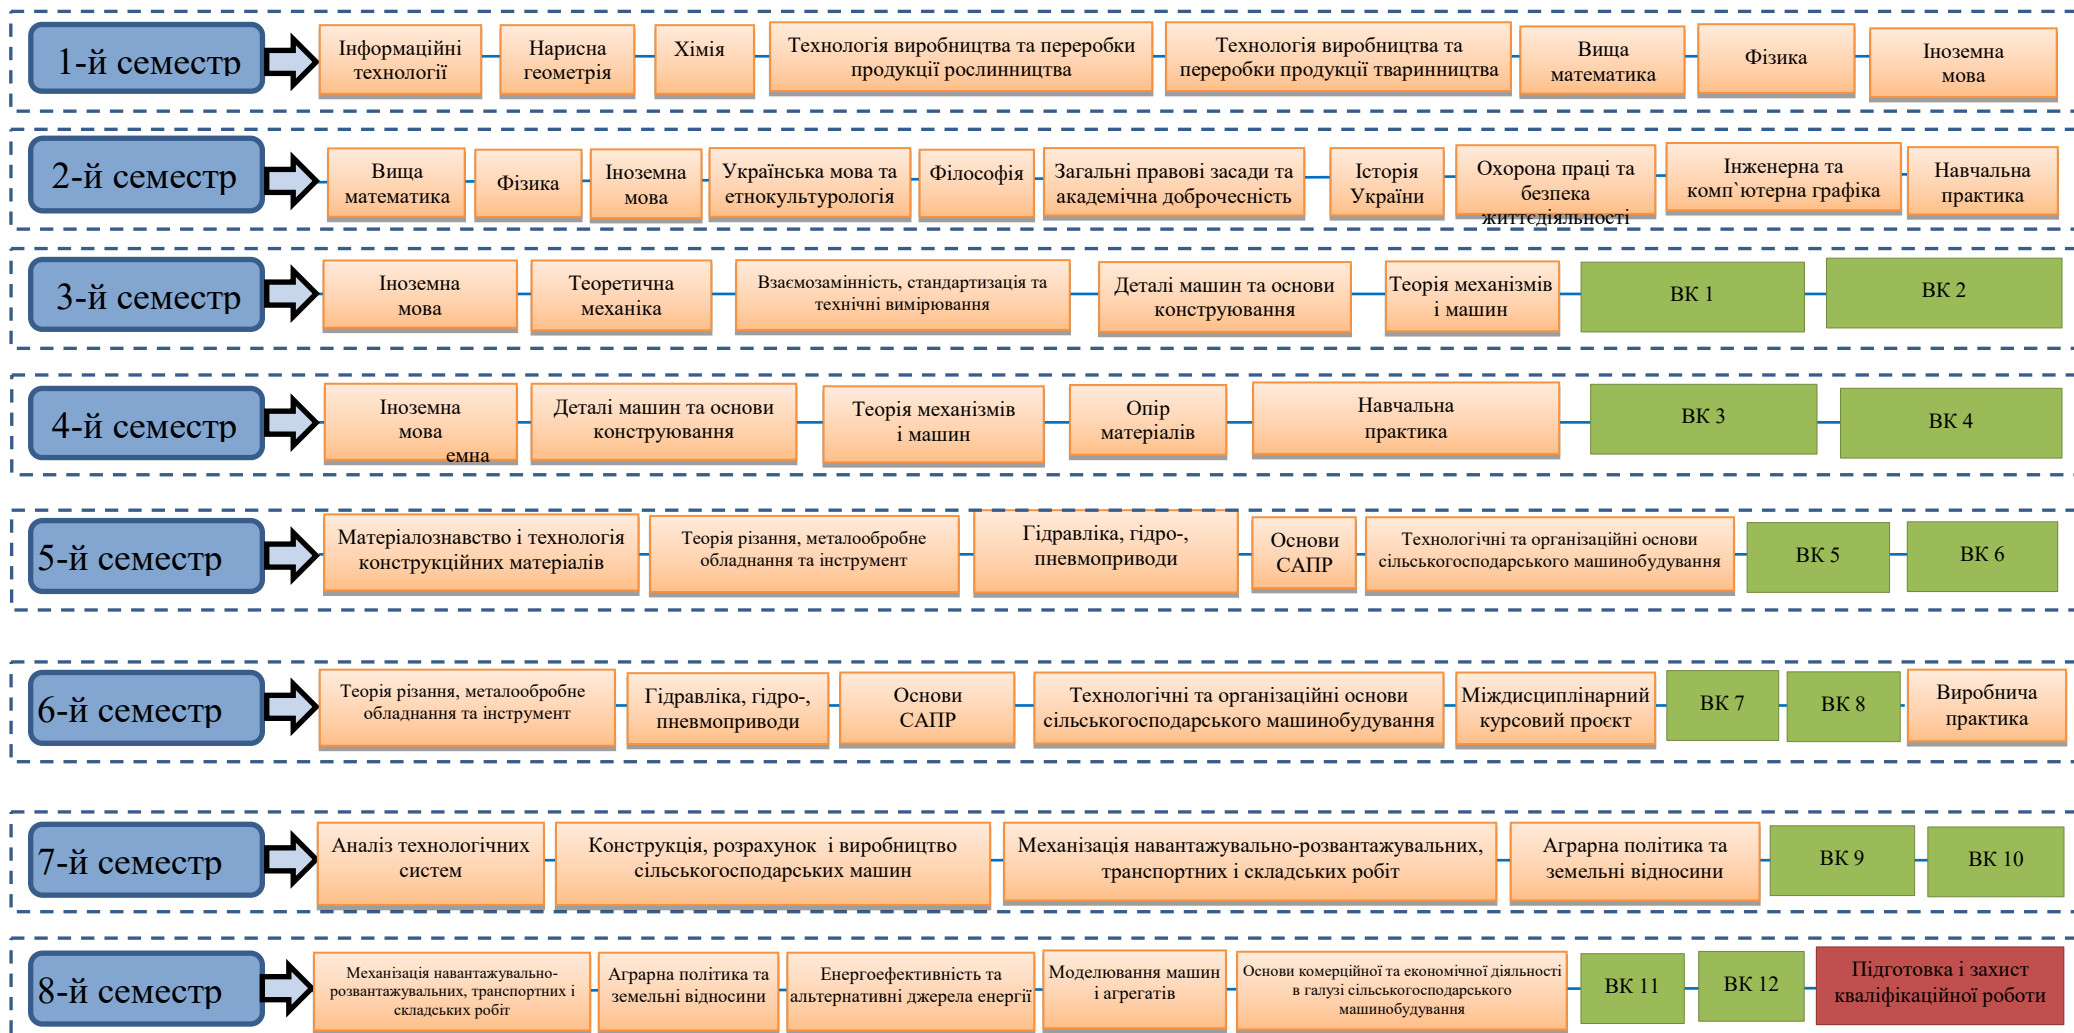 1-й семестр
Інформаційні
технології
Нарисна
геометрія
Хімія
Технологія виробництва та переробки
продукції рослинництва
Технологія виробництва та
переробки продукції тваринництва
Вища
математика
Фізика
Іноземна
мова
2-й семестр
Вища
математика
Фізика
Іноземна
мова
Українська мова та
етнокультурологія
Філософія
Загальні правові засади та
академічна доброчесність
Історія
України
Охорона праці та
безпека
життєдіяльності
Інженерна та
комп`ютерна графіка
Навчальна
практика
3-й семестр
Іноземна
мова
Теоретична
механіка
Взаємозамінність, стандартизація та
технічні вимірювання
Деталі машин та основи
конструювання
Теорія механізмів
і машин
ВК 1
ВК 2
4-й семестр
Іноземна
мова
емна
Деталі машин та основи
конструювання
Теорія механізмів
і машин
Опір
матеріалів
Навчальна
практика
ВК 3
ВК 4
5-й семестр
Матеріалознавство і технологія
конструкційних матеріалів
Теорія різання, металообробне
обладнання та інструмент
Гідравліка, гідро-,
пневмоприводи
Основи
САПР
Технологічні та організаційні основи
сільськогосподарського машинобудування
ВК 5
ВК 6
6-й семестр
Теорія різання, металообробне
обладнання та інструмент
Гідравліка, гідро-,
пневмоприводи
Основи
САПР
Технологічні та організаційні основи
сільськогосподарського машинобудування
Міждисциплінарний
курсовий проєкт
ВК 7
ВК 8
Виробнича
практика
7-й семестр
Аналіз технологічних
систем
Конструкція, розрахунок і виробництво
сільськогосподарських машин
Механізація навантажувально-розвантажувальних,
транспортних і складських робіт
Аграрна політика та
земельні відносини
ВК 9
ВК 10
8-й семестр
Механізація навантажувально-
розвантажувальних, транспортних і
складських робіт
Аграрна політика та
земельні відносини
Енергоефективність та
альтернативні джерела енергії
Моделювання машин
і агрегатів
Основи комерційної та економічної діяльності
в галузі сільськогосподарського
машинобудування
ВК 11
ВК 12
Підготовка і захист
кваліфікаційної роботи